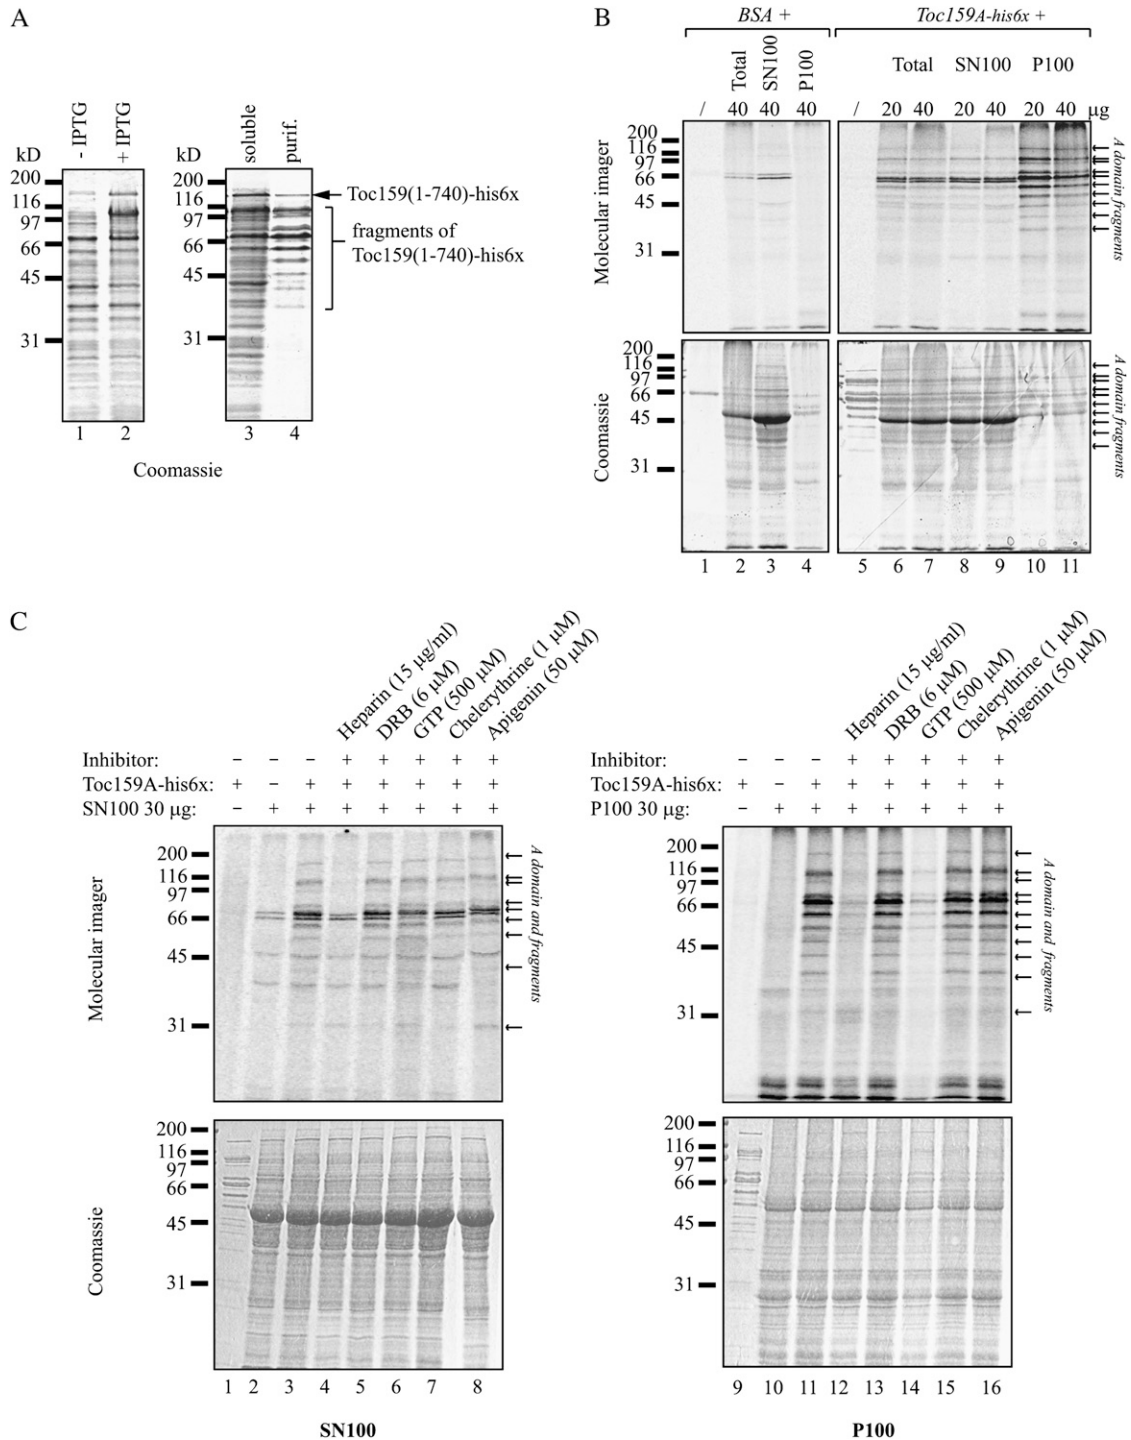 A
- IPTG
+ IPTG
kD
200
116
97
66
45
31
1 2
soluble
purif.
kD
200
116
97
66
45
31
3 4
Toc159(1-740)-his6x
fragments of
Toc159(1-740)-his6x
Coomassie
B
BSA + Toc159A-his6x +
Total SN100 P100 Total SN100 P100
/ 40 40 40 / 20 40 20 40 20 40 µg
Molecular imager
200
116
97
66
45
31
A domain fragments
Coomassie
200
116
97
66
45
31
A domain fragments
1 2 3 4 5 6 7 8 9 10 11
C
Heparin (15 µg/ml)
DRB (6 µM)
GTP (500 µM)
Chelerythrine (1 µM)
Apigenin (50 µM)
Inhibitor: − − − + + + + +
Toc159A-his6x: + − + + + + + +
SN100 30 µg: − + + + + + + +
Molecular imager
200
116
97
66
45
31
A domain and fragments
Coomassie
200
116
97
66
45
31
1 2 3 4 5 6 7 8
SN100
Heparin (15 µg/ml)
DRB (6 µM)
GTP (500 µM)
Chelerythrine (1 µM)
Apigenin (50 µM)
Inhibitor: − − − + + + + +
Toc159A-his6x: + − + + + + + +
P100 30 µg: − + + + + + + +
200
116
97
66
45
31
A domain and fragments
200
116
97
66
45
31
9 10 11 12 13 14 15 16
P100